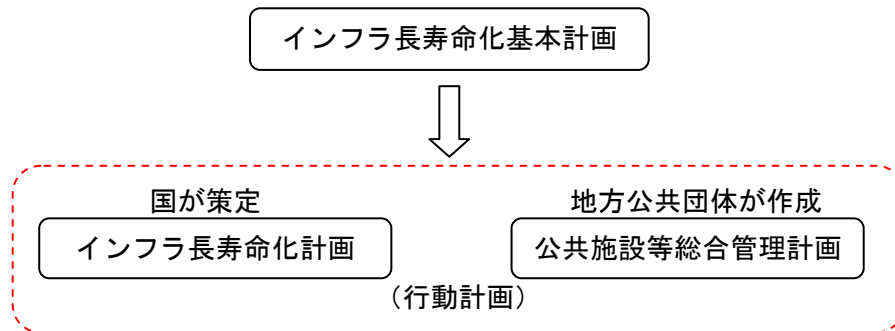 インフラ長寿命化基本計画
国が策定
地方公共団体が作成
インフラ長寿命化計画
公共施設等総合管理計画
（行動計画）